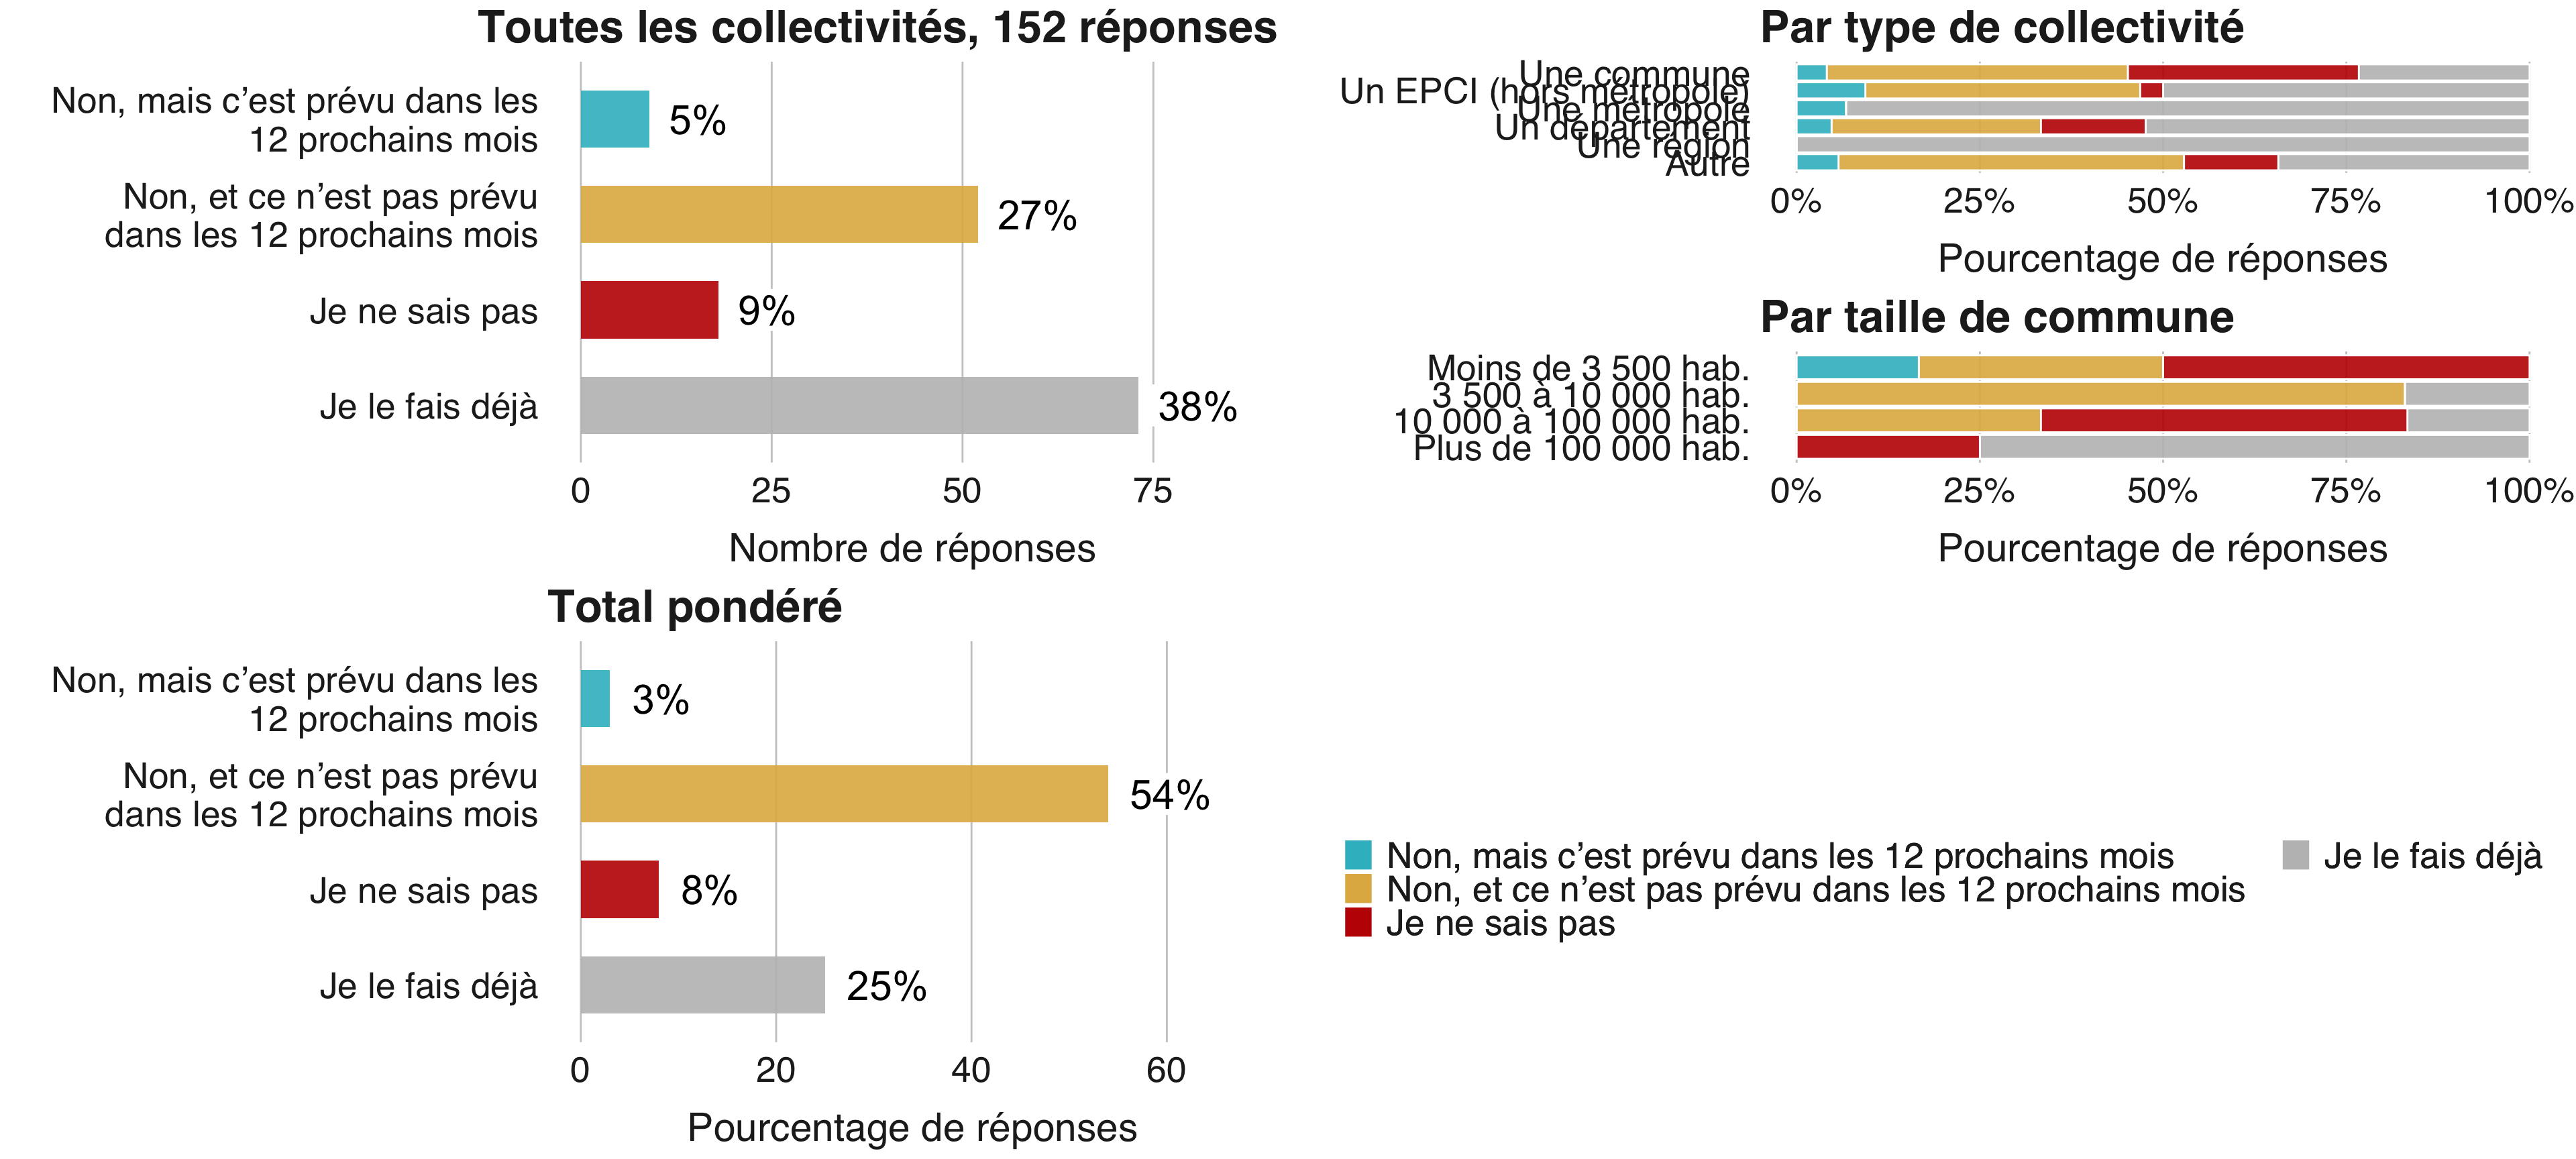 Toutes les collectivités, 152 réponses
Non, mais c’est prévu dans les
12 prochains mois
5%
Non, et ce n’est pas prévu
dans les 12 prochains mois
27%
Je ne sais pas
9%
Je le fais déjà
38%
0 25 50 75
Nombre de réponses
Total pondéré
Non, mais c’est prévu dans les
12 prochains mois
3%
Non, et ce n’est pas prévu
dans les 12 prochains mois
54%
Je ne sais pas
8%
Je le fais déjà
25%
0 20 40 60
Pourcentage de réponses
Par type de collectivité
Une commune
Un EPCI (hors métropole)
Une métropole
Un département
Une région
Autre
0% 25% 50% 75% 100%
Pourcentage de réponses
Par taille de commune
Moins de 3 500 hab.
3 500 à 10 000 hab.
10 000 à 100 000 hab.
Plus de 100 000 hab.
0% 25% 50% 75% 100%
Pourcentage de réponses
Non, mais c’est prévu dans les 12 prochains mois
Non, et ce n’est pas prévu dans les 12 prochains mois
Je ne sais pas
Je le fais déjà